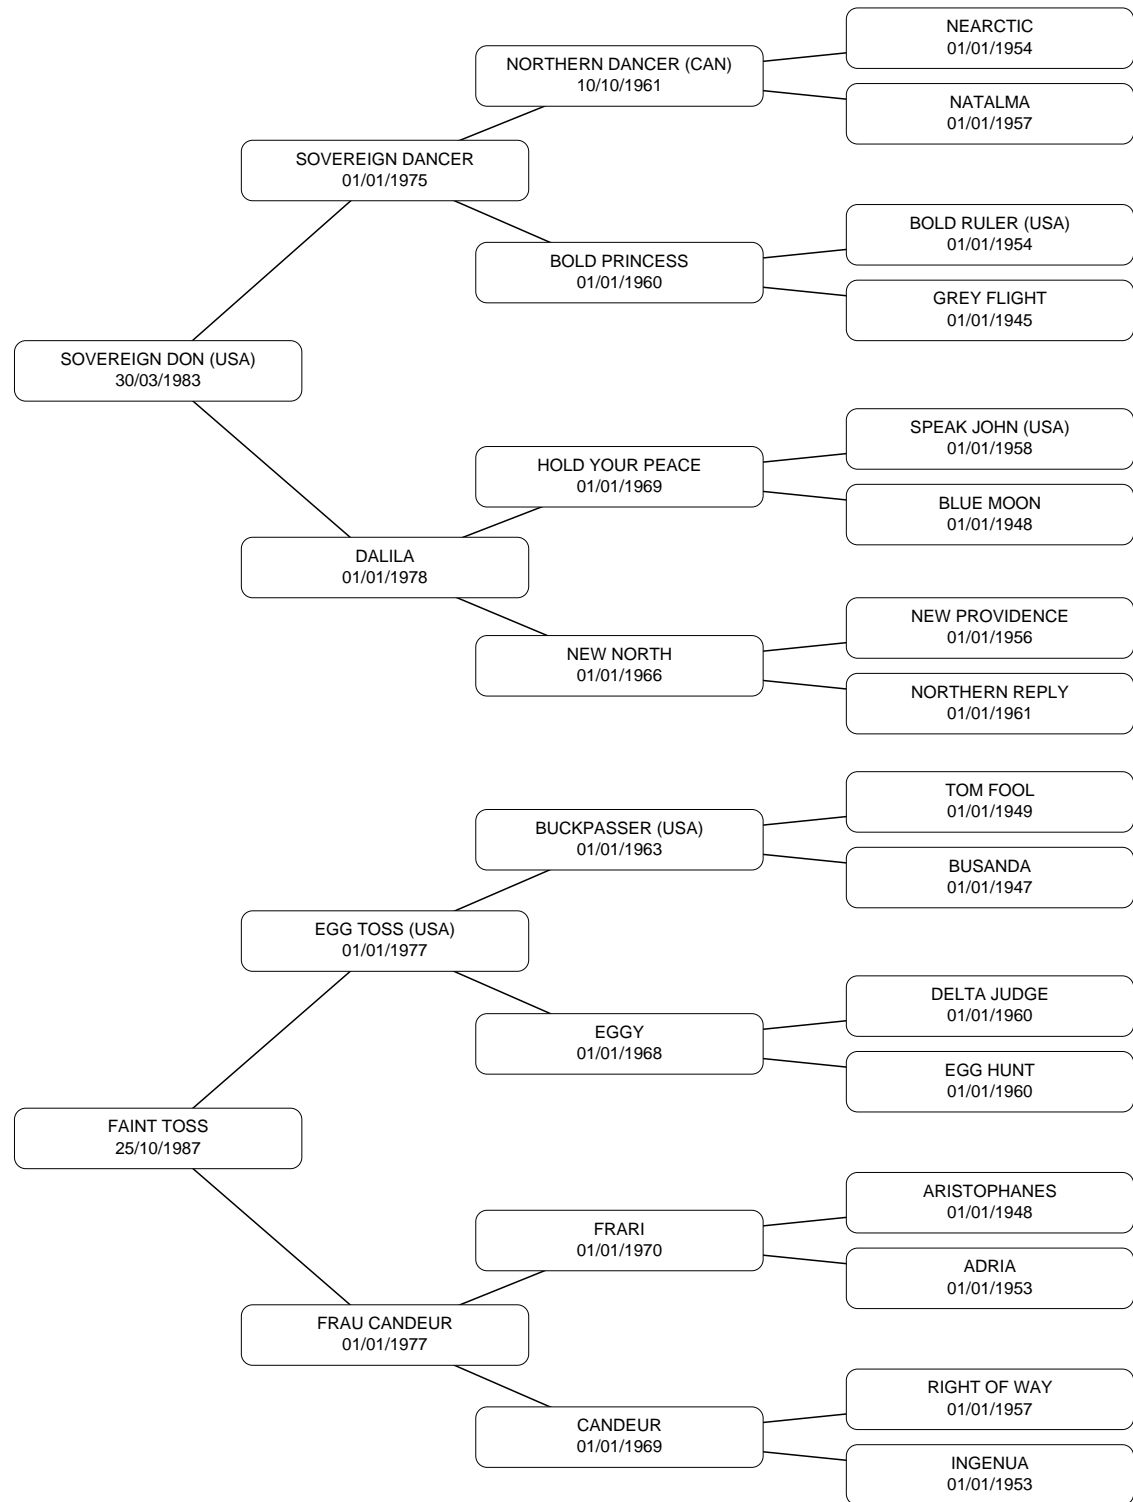 NEARCTIC
01/01/1954
NORTHERN DANCER (CAN)
10/10/1961
NATALMA
01/01/1957
SOVEREIGN DANCER
01/01/1975
BOLD RULER (USA)
01/01/1954
BOLD PRINCESS
01/01/1960
GREY FLIGHT
01/01/1945
SOVEREIGN DON (USA)
30/03/1983
SPEAK JOHN (USA)
01/01/1958
HOLD YOUR PEACE
01/01/1969
BLUE MOON
01/01/1948
DALILA
01/01/1978
NEW PROVIDENCE
01/01/1956
NEW NORTH
01/01/1966
NORTHERN REPLY
01/01/1961
TOM FOOL
01/01/1949
BUCKPASSER (USA)
01/01/1963
BUSANDA
01/01/1947
EGG TOSS (USA)
01/01/1977
DELTA JUDGE
01/01/1960
EGGY
01/01/1968
EGG HUNT
01/01/1960
FAINT TOSS
25/10/1987
ARISTOPHANES
01/01/1948
FRARI
01/01/1970
ADRIA
01/01/1953
FRAU CANDEUR
01/01/1977
RIGHT OF WAY
01/01/1957
CANDEUR
01/01/1969
INGENUA
01/01/1953